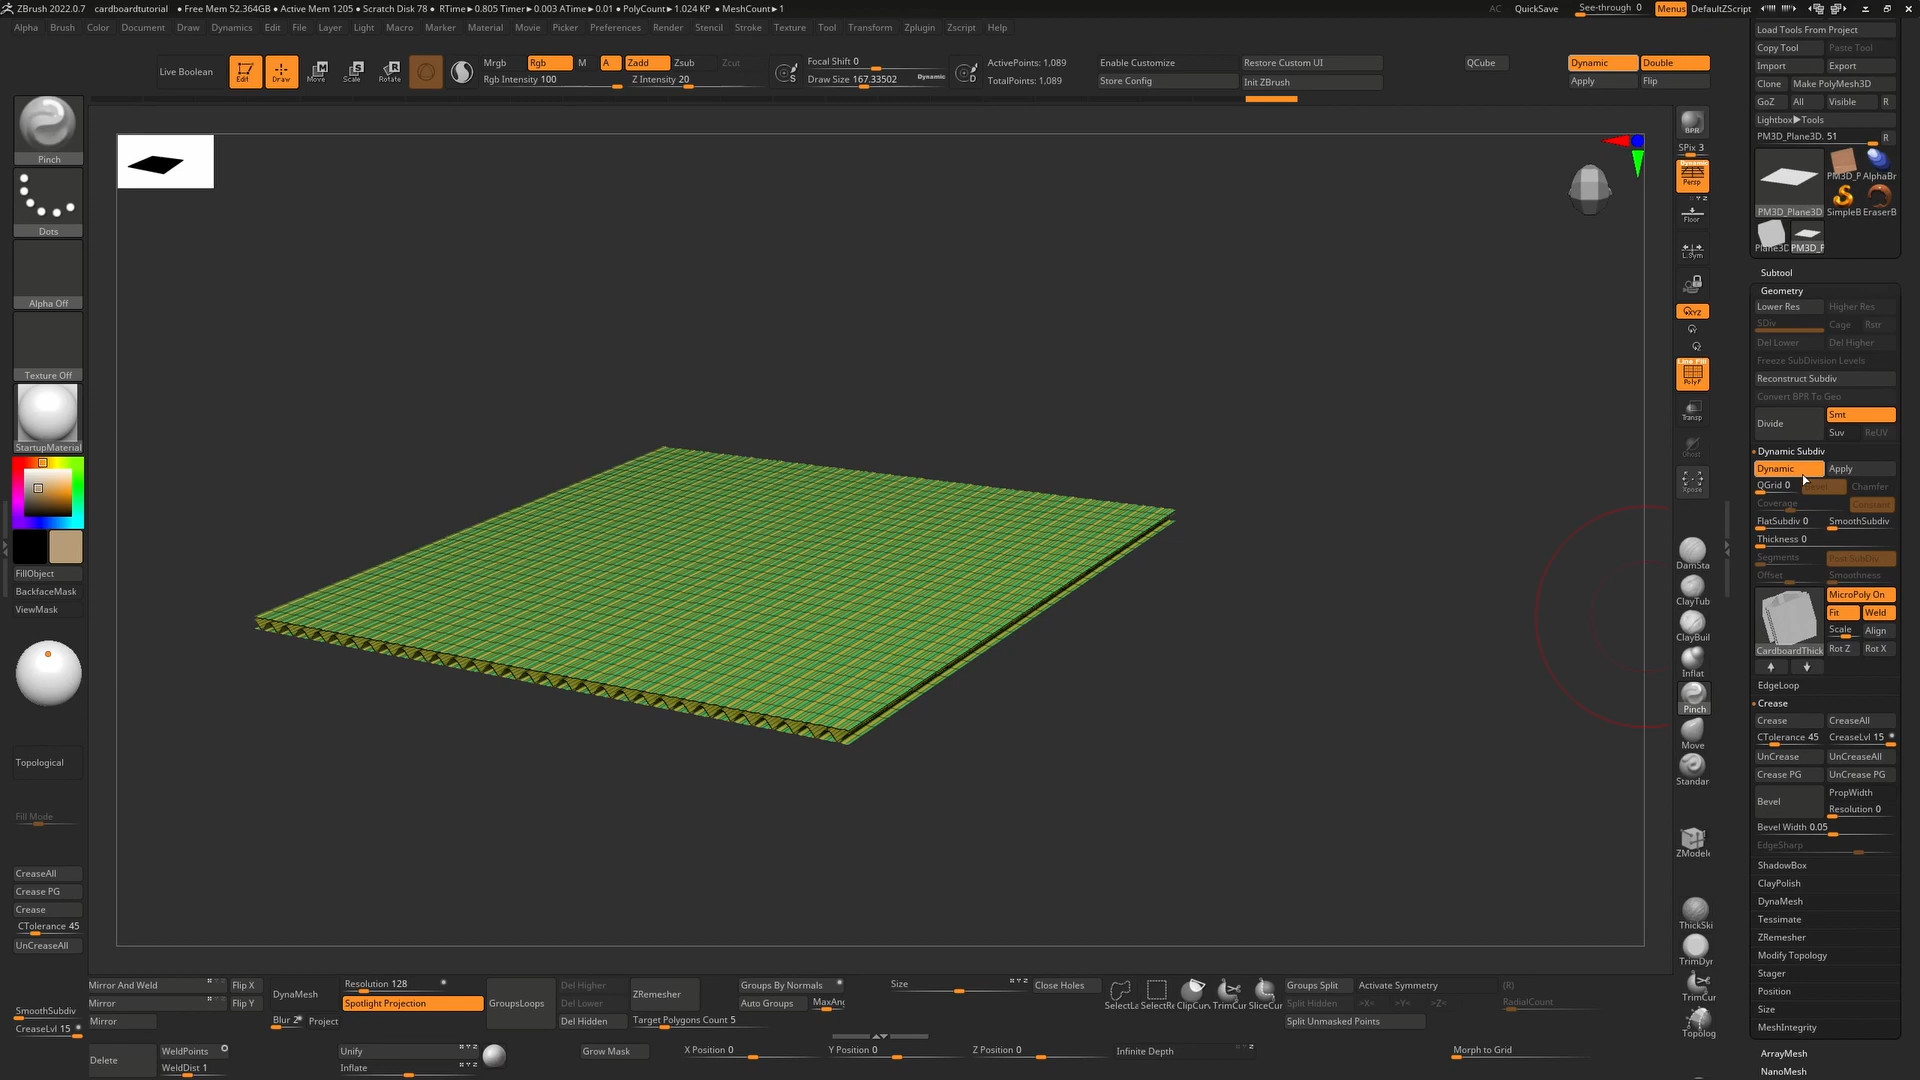 ZBrush 2022.0.7 cardboardtutorial • Free Mem 52.364GB • Active Mem 1205 • Scratch Disk 78 • RTime►0.805 Timer►0.003 ATime►0.01 • PolyCount►1.024 KP • MeshCount►1 AC QuickSave See-through 0 Menus DefaultZScript
Alpha Brush Color Document Draw Dynamics Edit File Layer Light Macro Marker Material Movie Picker Preferences Render Stencil Stroke Texture Tool Transform Zplugin Zscript Help
Live Boolean Edit Draw Move Scale Rotate
Mrgb Rgb M A Zadd Zsub Zcut
Rgb Intensity 100 Z Intensity 20
Focal Shift 0
Draw Size 167.33502 Dynamic
ActivePoints: 1,089
TotalPoints: 1,089
Enable Customize Restore Custom UI
Store Config Init ZBrush
QCube
Dynamic Double
Apply Flip
Pinch
Dots
Alpha Off
Texture Off
StartupMaterial
FillObject
BackfaceMask
ViewMask
Topological
Fill Mode
CreaseAll
Crease PG
Crease
CTolerance 45
UnCreaseAll
SmoothSubdiv
CreaseLvl 15
BPR
SPix 3
Dynamic
Persp
Floor
L.Sym
XYZ
Line Fill
PolyF
Transp
Ghost
Xpose
DamSta
ClayTub
ClayBuil
Inflat
Pinch
Move
Standar
ZModel
ThickSki
TrimDyr
TrimCur
Topolog
Load Tools From Project
Copy Tool Paste Tool
Import Export
Clone Make PolyMesh3D
GoZ All Visible R
Lightbox►Tools
PM3D_Plane3D. 51 R
PM3D_P AlphaBr
PM3D_Plane3D SimpleB EraserB
Plane3D PM3D_P
Subtool
Geometry
Lower Res Higher Res
SDiv Cage Rstr
Del Lower Del Higher
Freeze SubDivision Levels
Reconstruct Subdiv
Convert BPR To Geo
Divide Smt
Suv ReUV
Dynamic Subdiv
Dynamic Apply
QGrid 0 Bevel Chamfer
Coverage Constant
FlatSubdiv 0 SmoothSubdiv
Thickness 0
Segments Post SubDiv
Offset Smoothness
MicroPoly On
Fit Weld
Scale Align
CardboardThick Rot Z Rot X
EdgeLoop
Crease
Crease CreaseAll
CTolerance 45 CreaseLvl 15
UnCrease UnCreaseAll
Crease PG UnCrease PG
Bevel PropWidth
Resolution 0
Bevel Width 0.05
EdgeSharp
ShadowBox
ClayPolish
DynaMesh
Tessimate
ZRemesher
Modify Topology
Stager
Position
Size
MeshIntegrity
ArrayMesh
NanoMesh
Mirror And Weld Flip X
Mirror Flip Y
Mirror
Delete
WeldPoints
WeldDist 1
DynaMesh
Resolution 128
Spotlight Projection
Blur 2 Project
GroupsLoops
Del Higher
Del Lower
Del Hidden
ZRemesher
Target Polygons Count 5
Groups By Normals
Auto Groups MaxAng
Size
Close Holes
SelectLa SelectRe ClipCurv TrimCur SliceCur
Groups Split Activate Symmetry (R)
Split Hidden >X< >Y< >Z< RadialCount
Split Unmasked Points
Unify
Inflate
Grow Mask
X Position 0 Y Position 0 Z Position 0
Infinite Depth
Morph to Grid